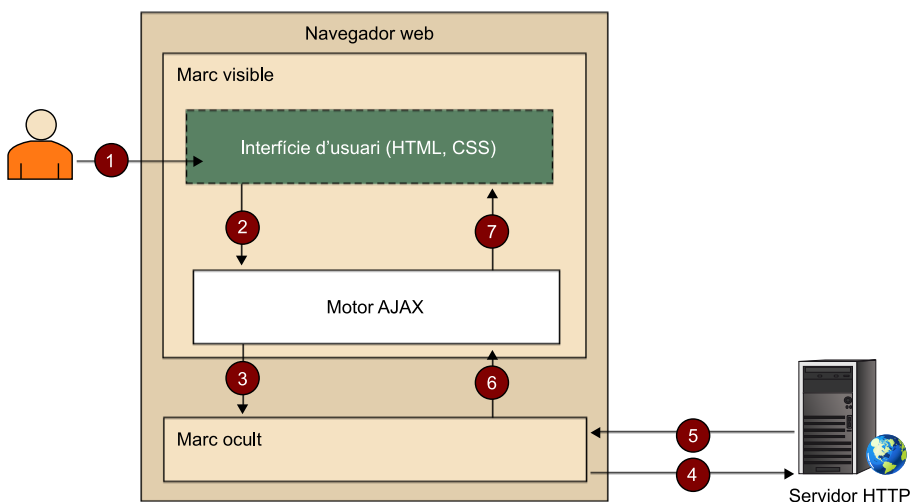 Navegador web
Marc visible
Interfície d'usuari (HTML, CSS)
1
2
7
Motor AJAX
3
6
Marc ocult
5
4
Servidor HTTP